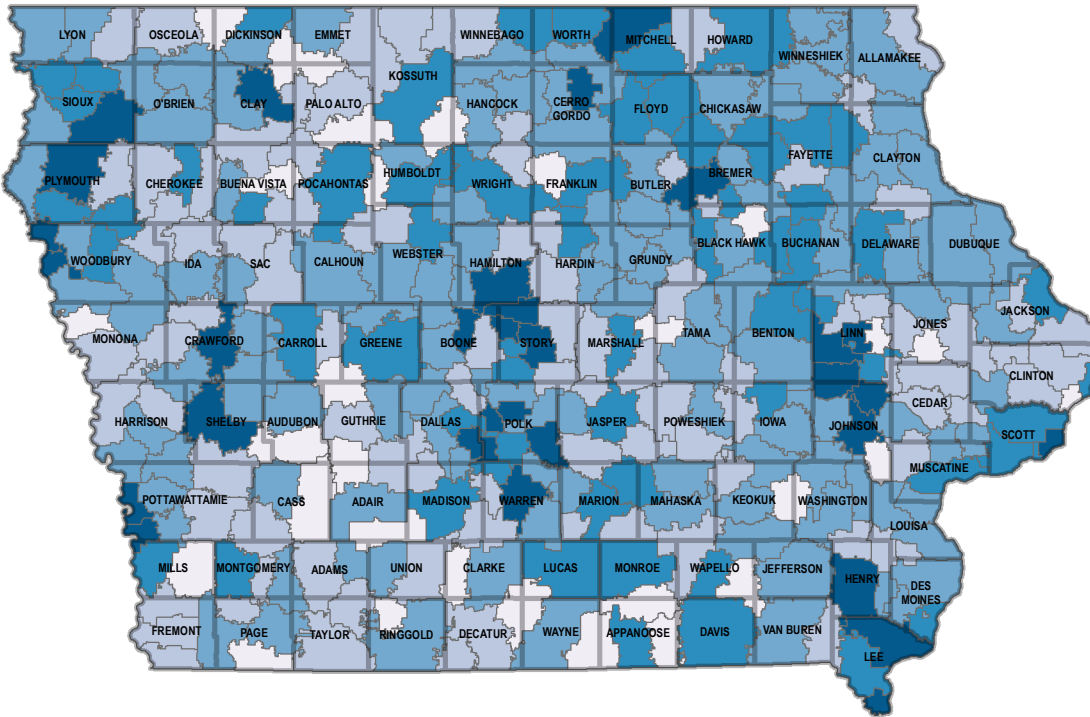 LYON
OSCEOLA
DICKINSON
EMMET
WINNEBAGO
WORTH
MITCHELL
HOWARD
WINNESHIEK
ALLAMAKEE
KOSSUTH
SIOUX
O'BRIEN
CLAY
PALO ALTO
HANCOCK
CERRO
GORDO
FLOYD
CHICKASAW
FAYETTE
CLAYTON
PLYMOUTH
CHEROKEE
BUENA VISTA
POCAHONTAS
HUMBOLDT
WRIGHT
FRANKLIN
BUTLER
BREMER
BLACK HAWK
BUCHANAN
DELAWARE
DUBUQUE
WOODBURY
IDA
SAC
CALHOUN
WEBSTER
HAMILTON
HARDIN
GRUNDY
JACKSON
MONONA
CRAWFORD
CARROLL
GREENE
BOONE
STORY
MARSHALL
TAMA
BENTON
LINN
JONES
CLINTON
CEDAR
HARRISON
SHELBY
AUDUBON
GUTHRIE
DALLAS
POLK
JASPER
POWESHIEK
IOWA
JOHNSON
SCOTT
MUSCATINE
POTTAWATTAMIE
CASS
ADAIR
MADISON
WARREN
MARION
MAHASKA
KEOKUK
WASHINGTON
LOUISA
MILLS
MONTGOMERY
ADAMS
UNION
CLARKE
LUCAS
MONROE
WAPELLO
JEFFERSON
HENRY
DES
MOINES
FREMONT
PAGE
TAYLOR
RINGGOLD
DECATUR
WAYNE
APPANOOSE
DAVIS
VAN BUREN
LEE